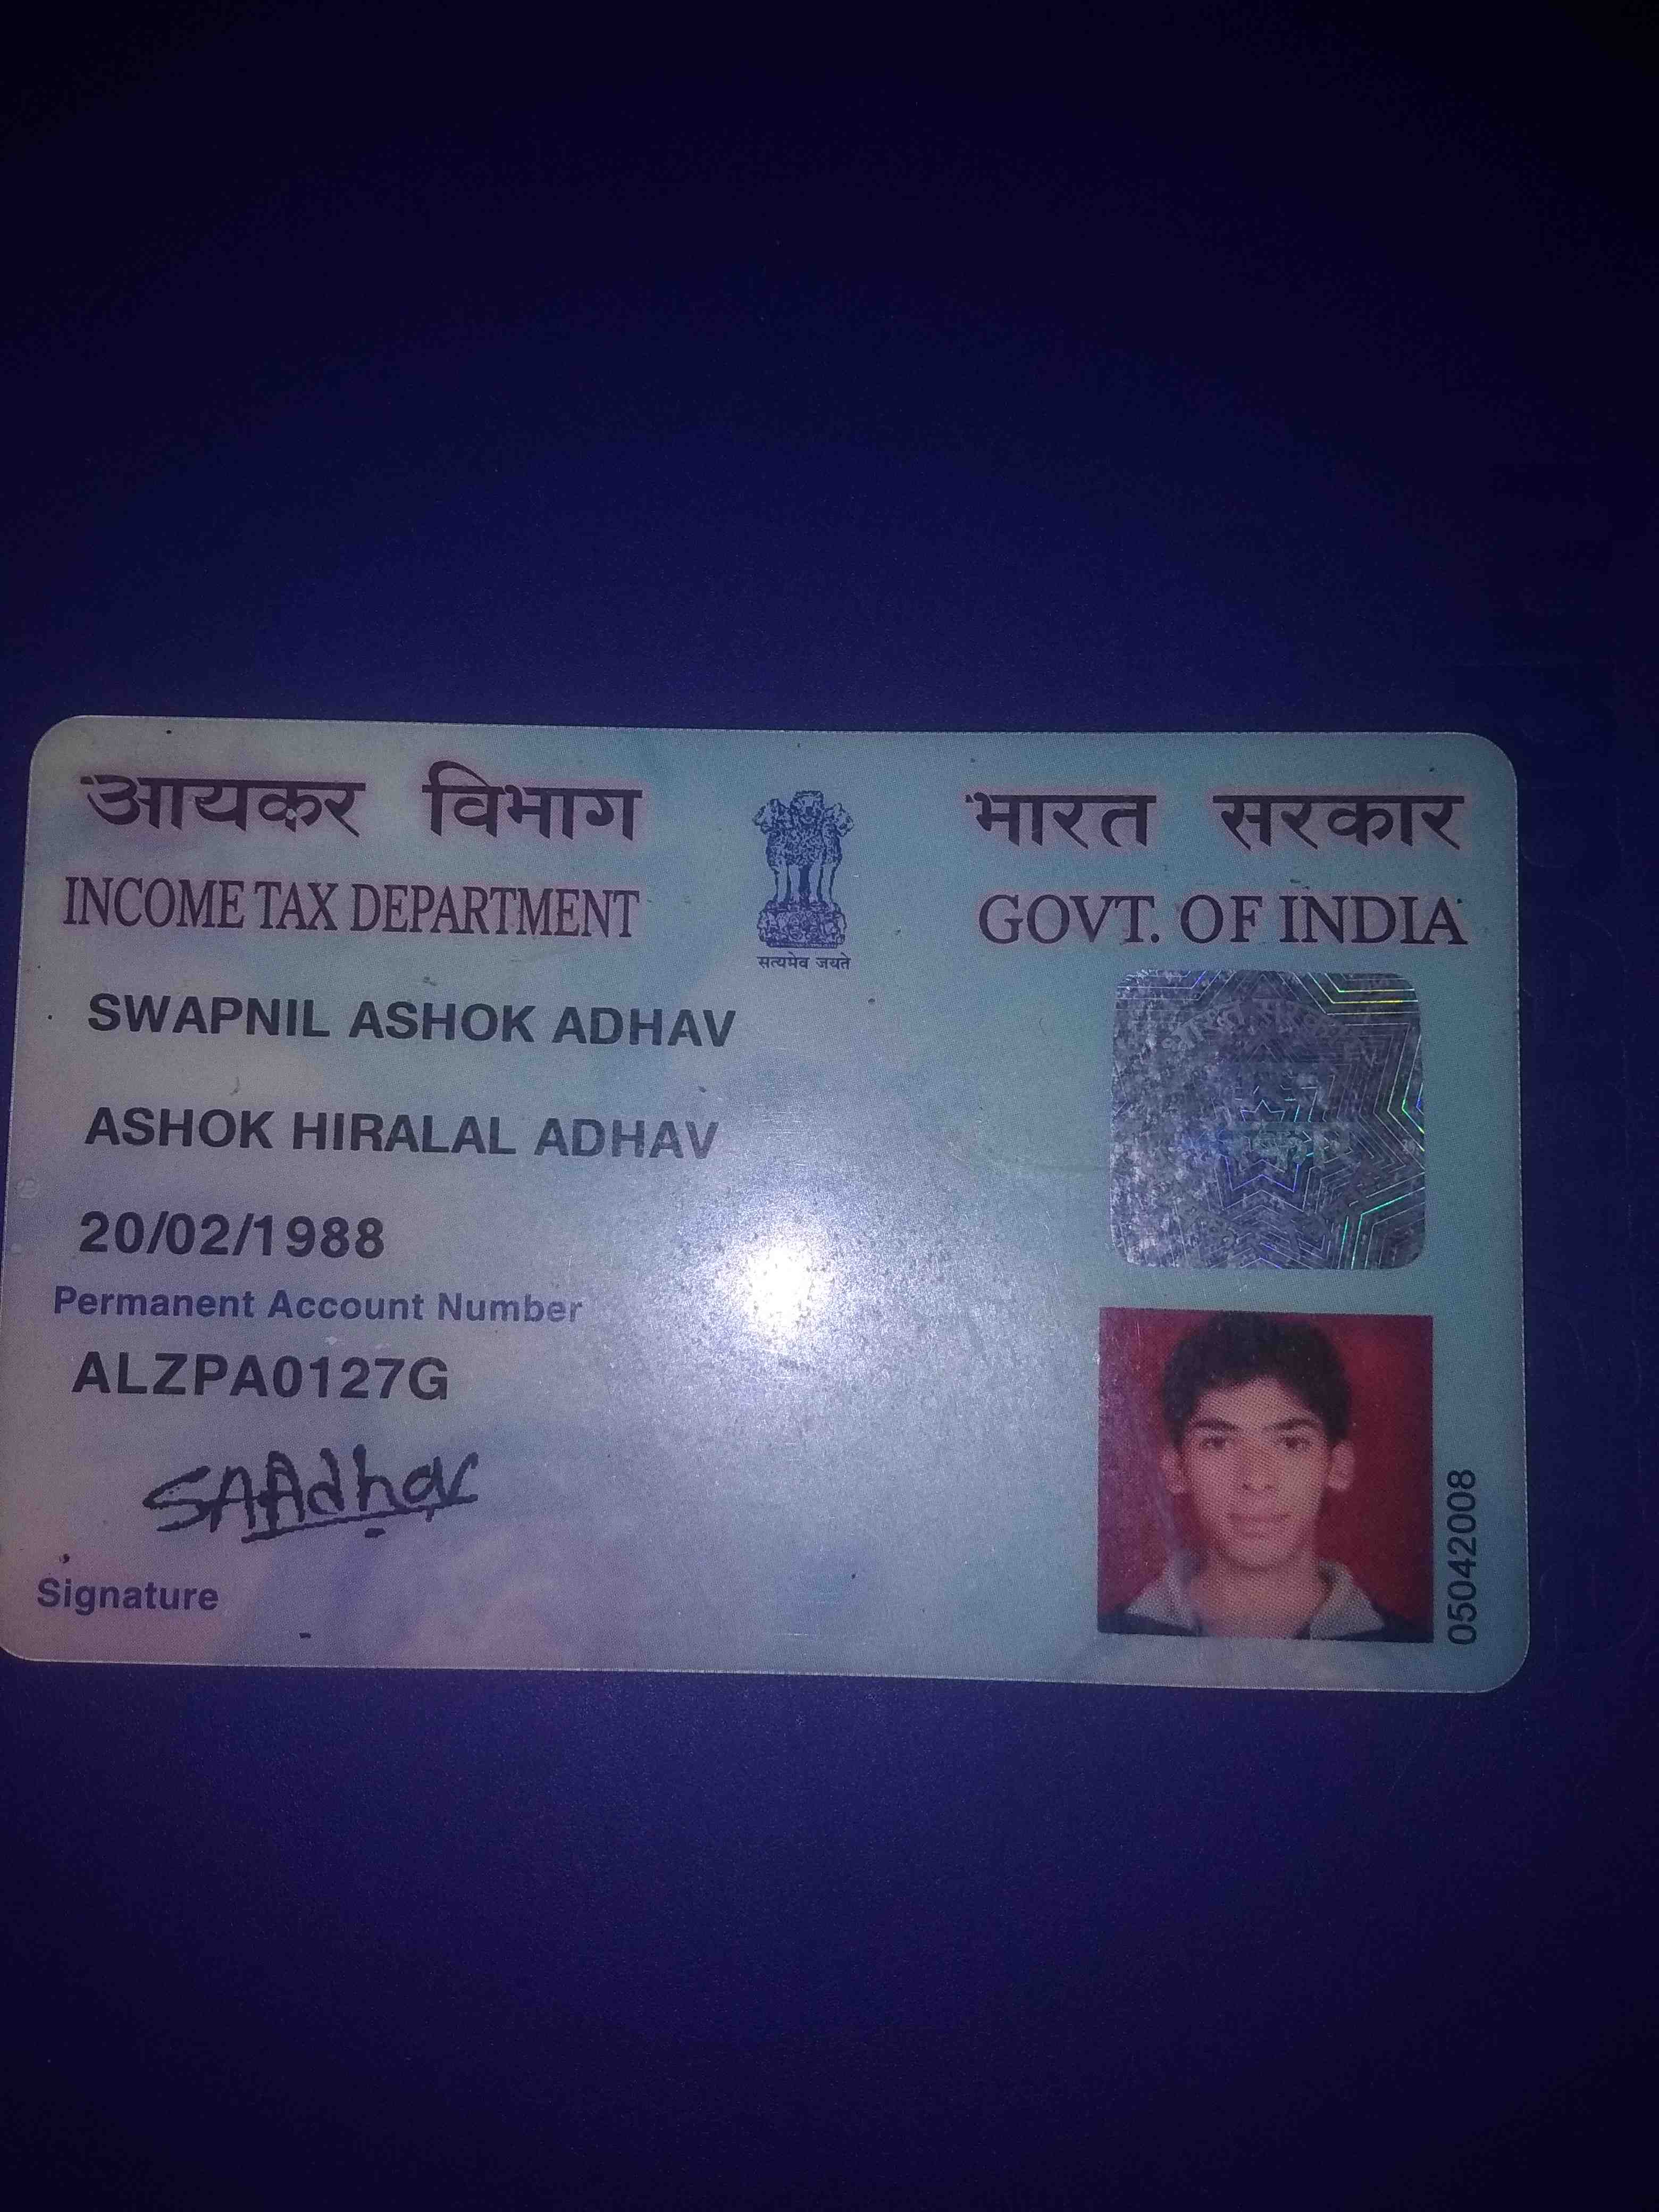 आयकर विभाग
INCOME TAX DEPARTMENT
सत्यमेव जयते
भारत सरकार
GOVT. OF INDIA
SWAPNIL ASHOK ADHAV
ASHOK HIRALAL ADHAV
20/02/1988
Permanent Account Number
ALZPA0127G
SAAdhav
Signature
05042008